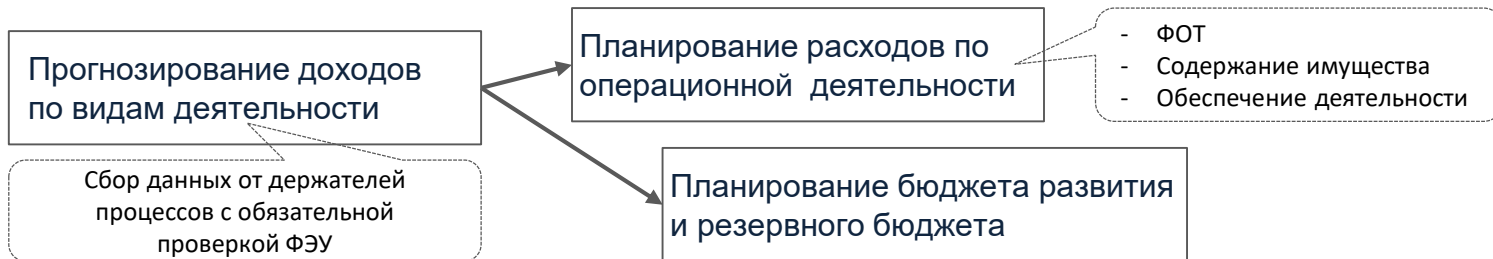 Прогнозирование доходов
по видам деятельности
Сбор данных от держателей
процессов с обязательной
проверкой ФЭУ
Планирование расходов по
операционной деятельности
- ФОТ
- Содержание имущества
- Обеспечение деятельности
Планирование бюджета развития
и резервного бюджета